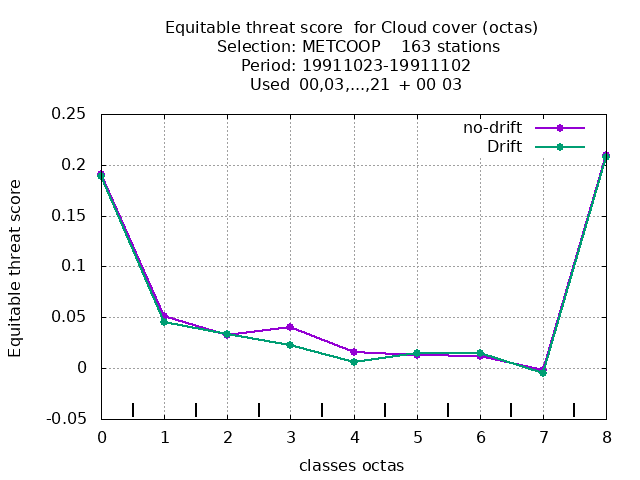 Equitable threat score  for Cloud cover (octas)
Selection: METCOOP    163 stations
Period: 19911023-19911102
Used  00,03,...,21  + 00 03
no-drift
Drift
Equitable threat score
0.25
0.2
0.15
0.1
0.05
0
-0.05
0 1 2 3 4 5 6 7 8
classes octas